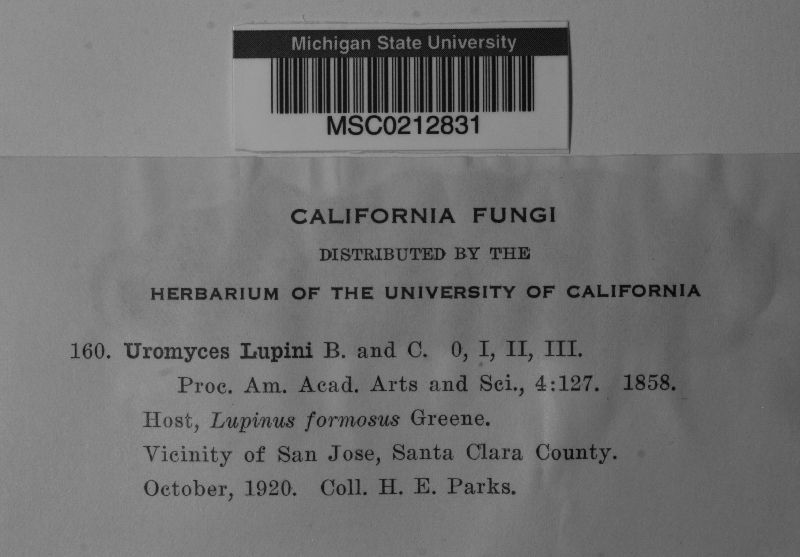 Michigan State University
MSC0212831
CALIFORNIA FUNGI
DISTRIBUTED BY THE
HERBARIUM OF THE UNIVERSITY OF CALIFORNIA
160. Uromyces Lupini B. and C. 0, I, II, III.
Proc. Am. Acad. Arts and Sci., 4:127. 1858.
Host, Lupinus formosus Greene.
Vicinity of San Jose, Santa Clara County.
October, 1920. Coll. H. E. Parks.